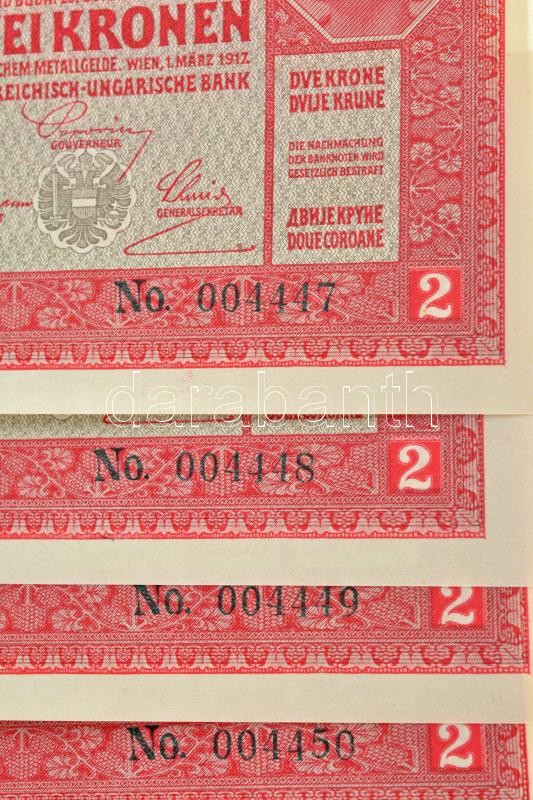 EI KRONEN
CHEM METALLGELDE. WIEN, 1. MÄRZ 1917.
REICHISCH-UNGARISCHE BANK
GOUVERNEUR
GENERALSEKRETÄR
DVE KRONE
DVIJE KRUNE
DIE NACHMACHUNG
DER BANKNOTEN WIRD
GESETZLICH BESTRAFT
ДВИЈЕ КРУНЕ
DOUE COROANE
No. 004447 2
darabanth
No. 004448 2
No. 004449 2
No. 004450 2